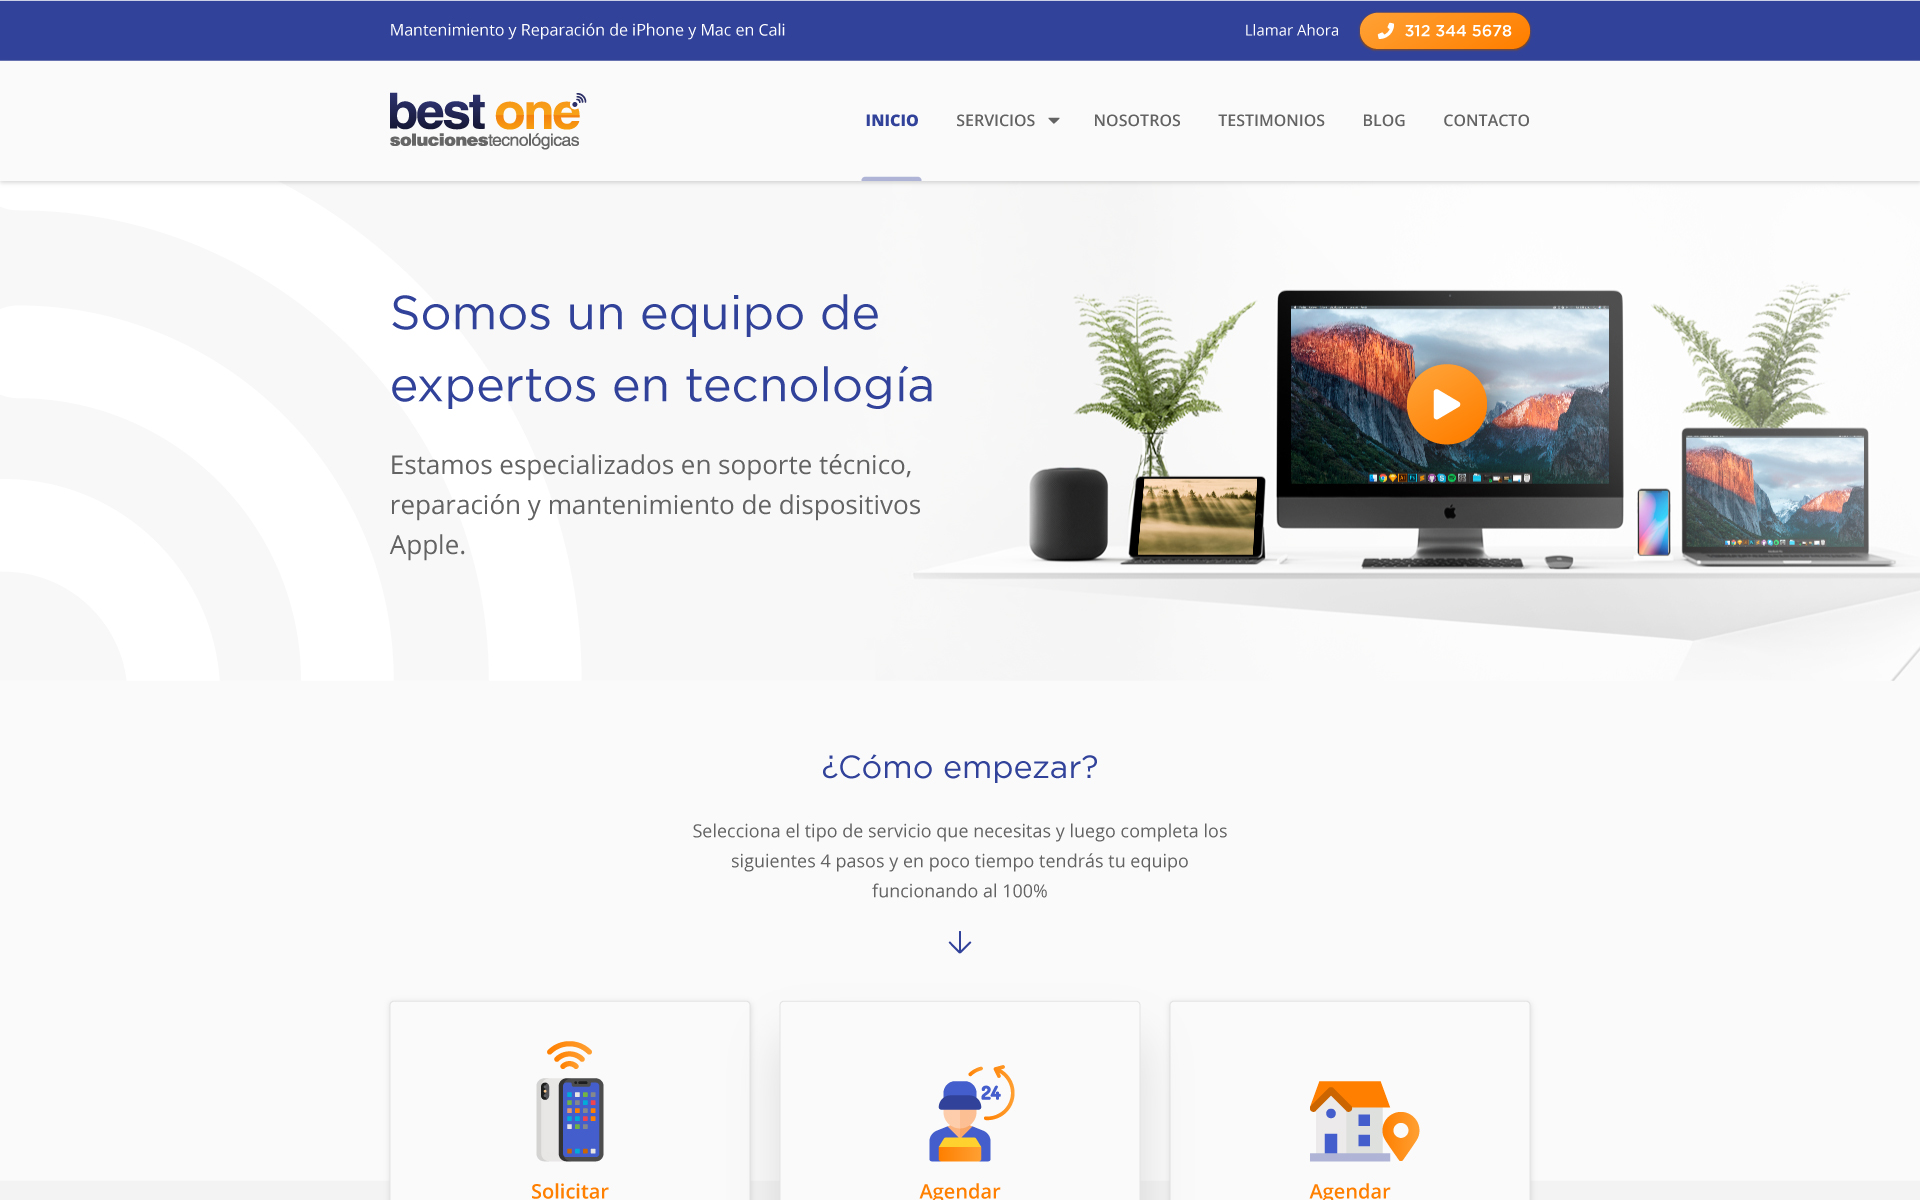 Mantenimiento y Reparación de iPhone y Mac en Cali
Llamar Ahora
312 344 5678
best one
solucionestecnológicas
INICIO
SERVICIOS
NOSOTROS
TESTIMONIOS
BLOG
CONTACTO
Somos un equipo de
expertos en tecnología
Estamos especializados en soporte técnico,
reparación y mantenimiento de dispositivos
Apple.
¿Cómo empezar?
Selecciona el tipo de servicio que necesitas y luego completa los
siguientes 4 pasos y en poco tiempo tendrás tu equipo
funcionando al 100%
24
Solicitar
Agendar
Agendar